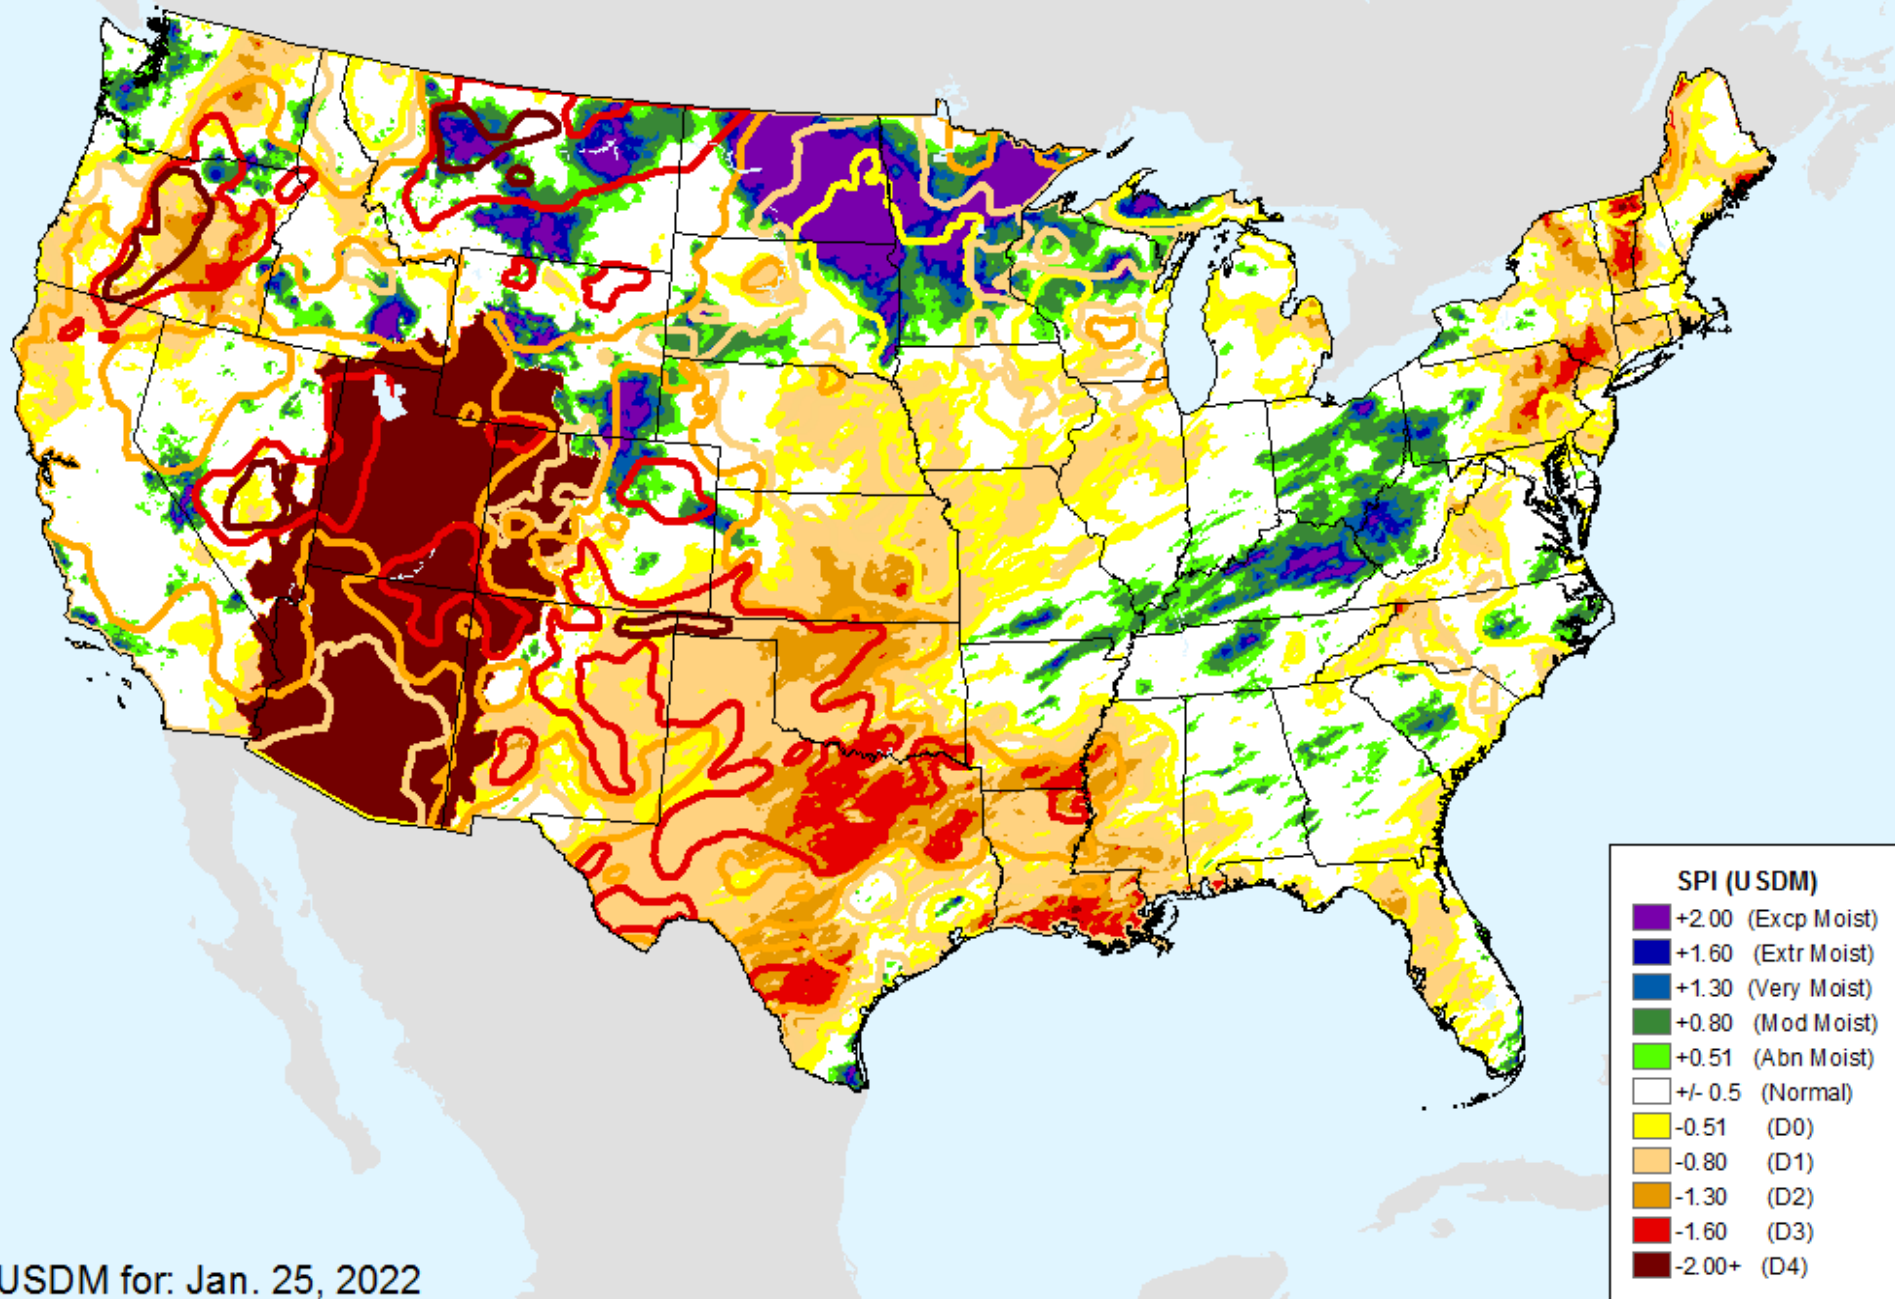 SPI (USDM)
+2.00 (Excp Moist)
+1.60 (Extr Moist)
+1.30 (Very Moist)
+0.80 (Mod Moist)
+0.51 (Abn Moist)
+/- 0.5 (Normal)
-0.51 (D0)
-0.80 (D1)
-1.30 (D2)
-1.60 (D3)
-2.00+ (D4)
USDM for: Jan. 25, 2022